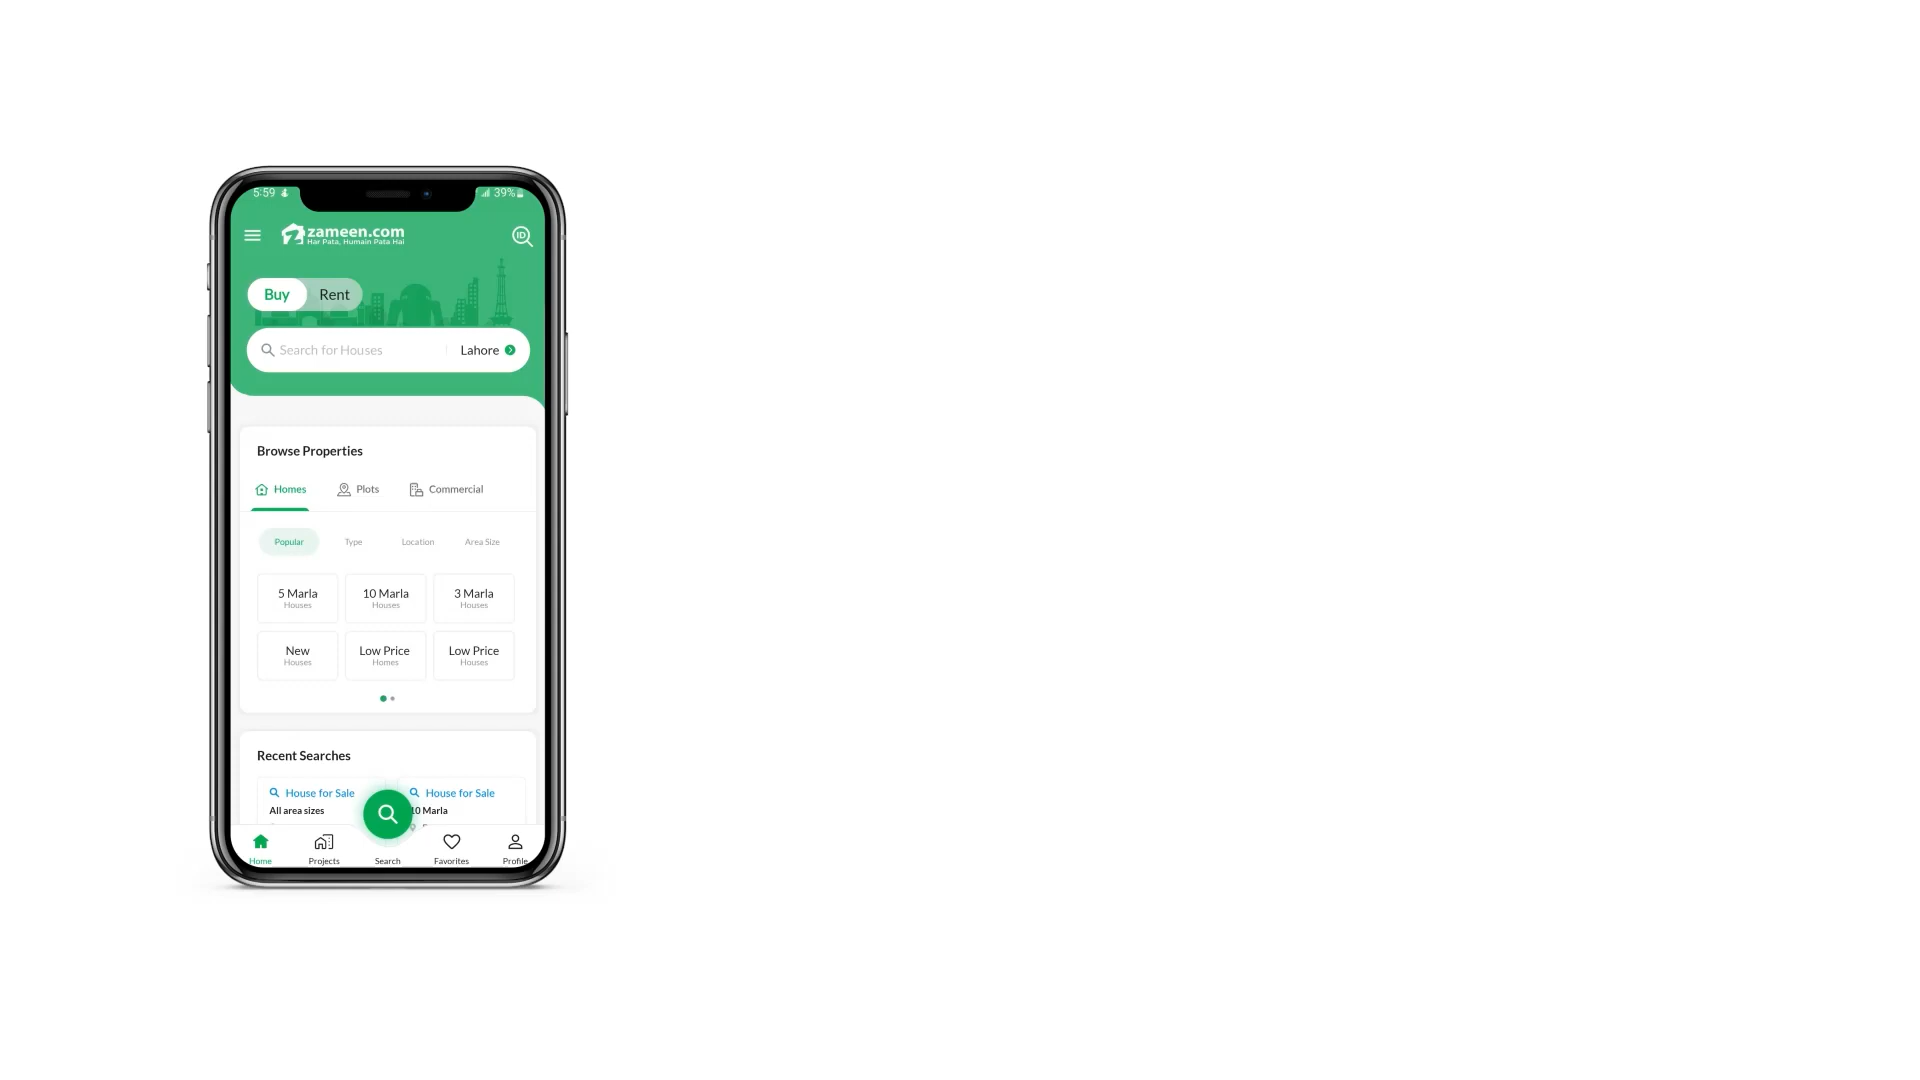 5:59
39%
zameen.com
Har Pata, Humain Pata Hai
ID
Buy
Rent
Search for Houses
Lahore
Browse Properties
Homes
Plots
Commercial
Popular
Type
Location
Area Size
5 Marla
Houses
10 Marla
Houses
3 Marla
Houses
New
Houses
Low Price
Homes
Low Price
Houses
Recent Searches
House for Sale
All area sizes
House for Sale
10 Marla
Home
Projects
Search
Favorites
Profile